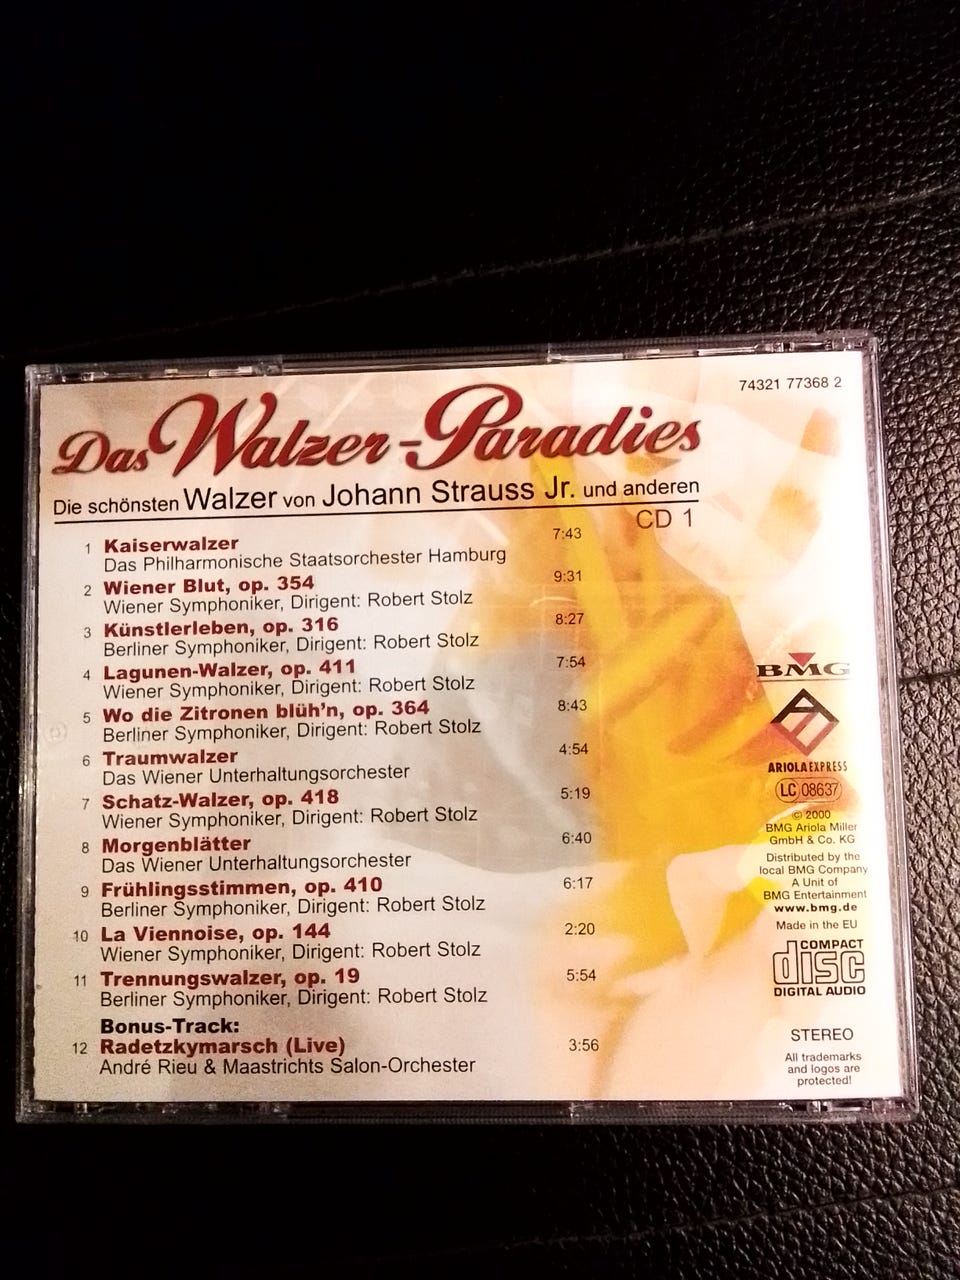 74321 77368 2
Das Walzer-Paradies
Die schönsten Walzer von Johann Strauss Jr. und anderen
CD 1
1 Kaiserwalzer 7:43
Das Philharmonische Staatsorchester Hamburg
2 Wiener Blut, op. 354 9:31
Wiener Symphoniker, Dirigent: Robert Stolz
3 Künstlerleben, op. 316 8:27
Berliner Symphoniker, Dirigent: Robert Stolz
4 Lagunen-Walzer, op. 411 7:54
Wiener Symphoniker, Dirigent: Robert Stolz
5 Wo die Zitronen blüh'n, op. 364 8:43
Berliner Symphoniker, Dirigent: Robert Stolz
6 Traumwalzer 4:54
Das Wiener Unterhaltungsorchester
7 Schatz-Walzer, op. 418 5:19
Wiener Symphoniker, Dirigent: Robert Stolz
8 Morgenblätter 6:40
Das Wiener Unterhaltungsorchester
9 Frühlingsstimmen, op. 410 6:17
Berliner Symphoniker, Dirigent: Robert Stolz
10 La Viennoise, op. 144 2:20
Wiener Symphoniker, Dirigent: Robert Stolz
11 Trennungswalzer, op. 19 5:54
Berliner Symphoniker, Dirigent: Robert Stolz
Bonus-Track:
12 Radetzkymarsch (Live) 3:56
André Rieu & Maastrichts Salon-Orchester
BMG
ARIOLA EXPRESS
LC 08637
© 2000
BMG Ariola Miller
GmbH & Co. KG
Distributed by the
local BMG Company
A Unit of
BMG Entertainment
www.bmg.de
Made in the EU
COMPACT
disc
DIGITAL AUDIO
STEREO
All trademarks
and logos are
protected!